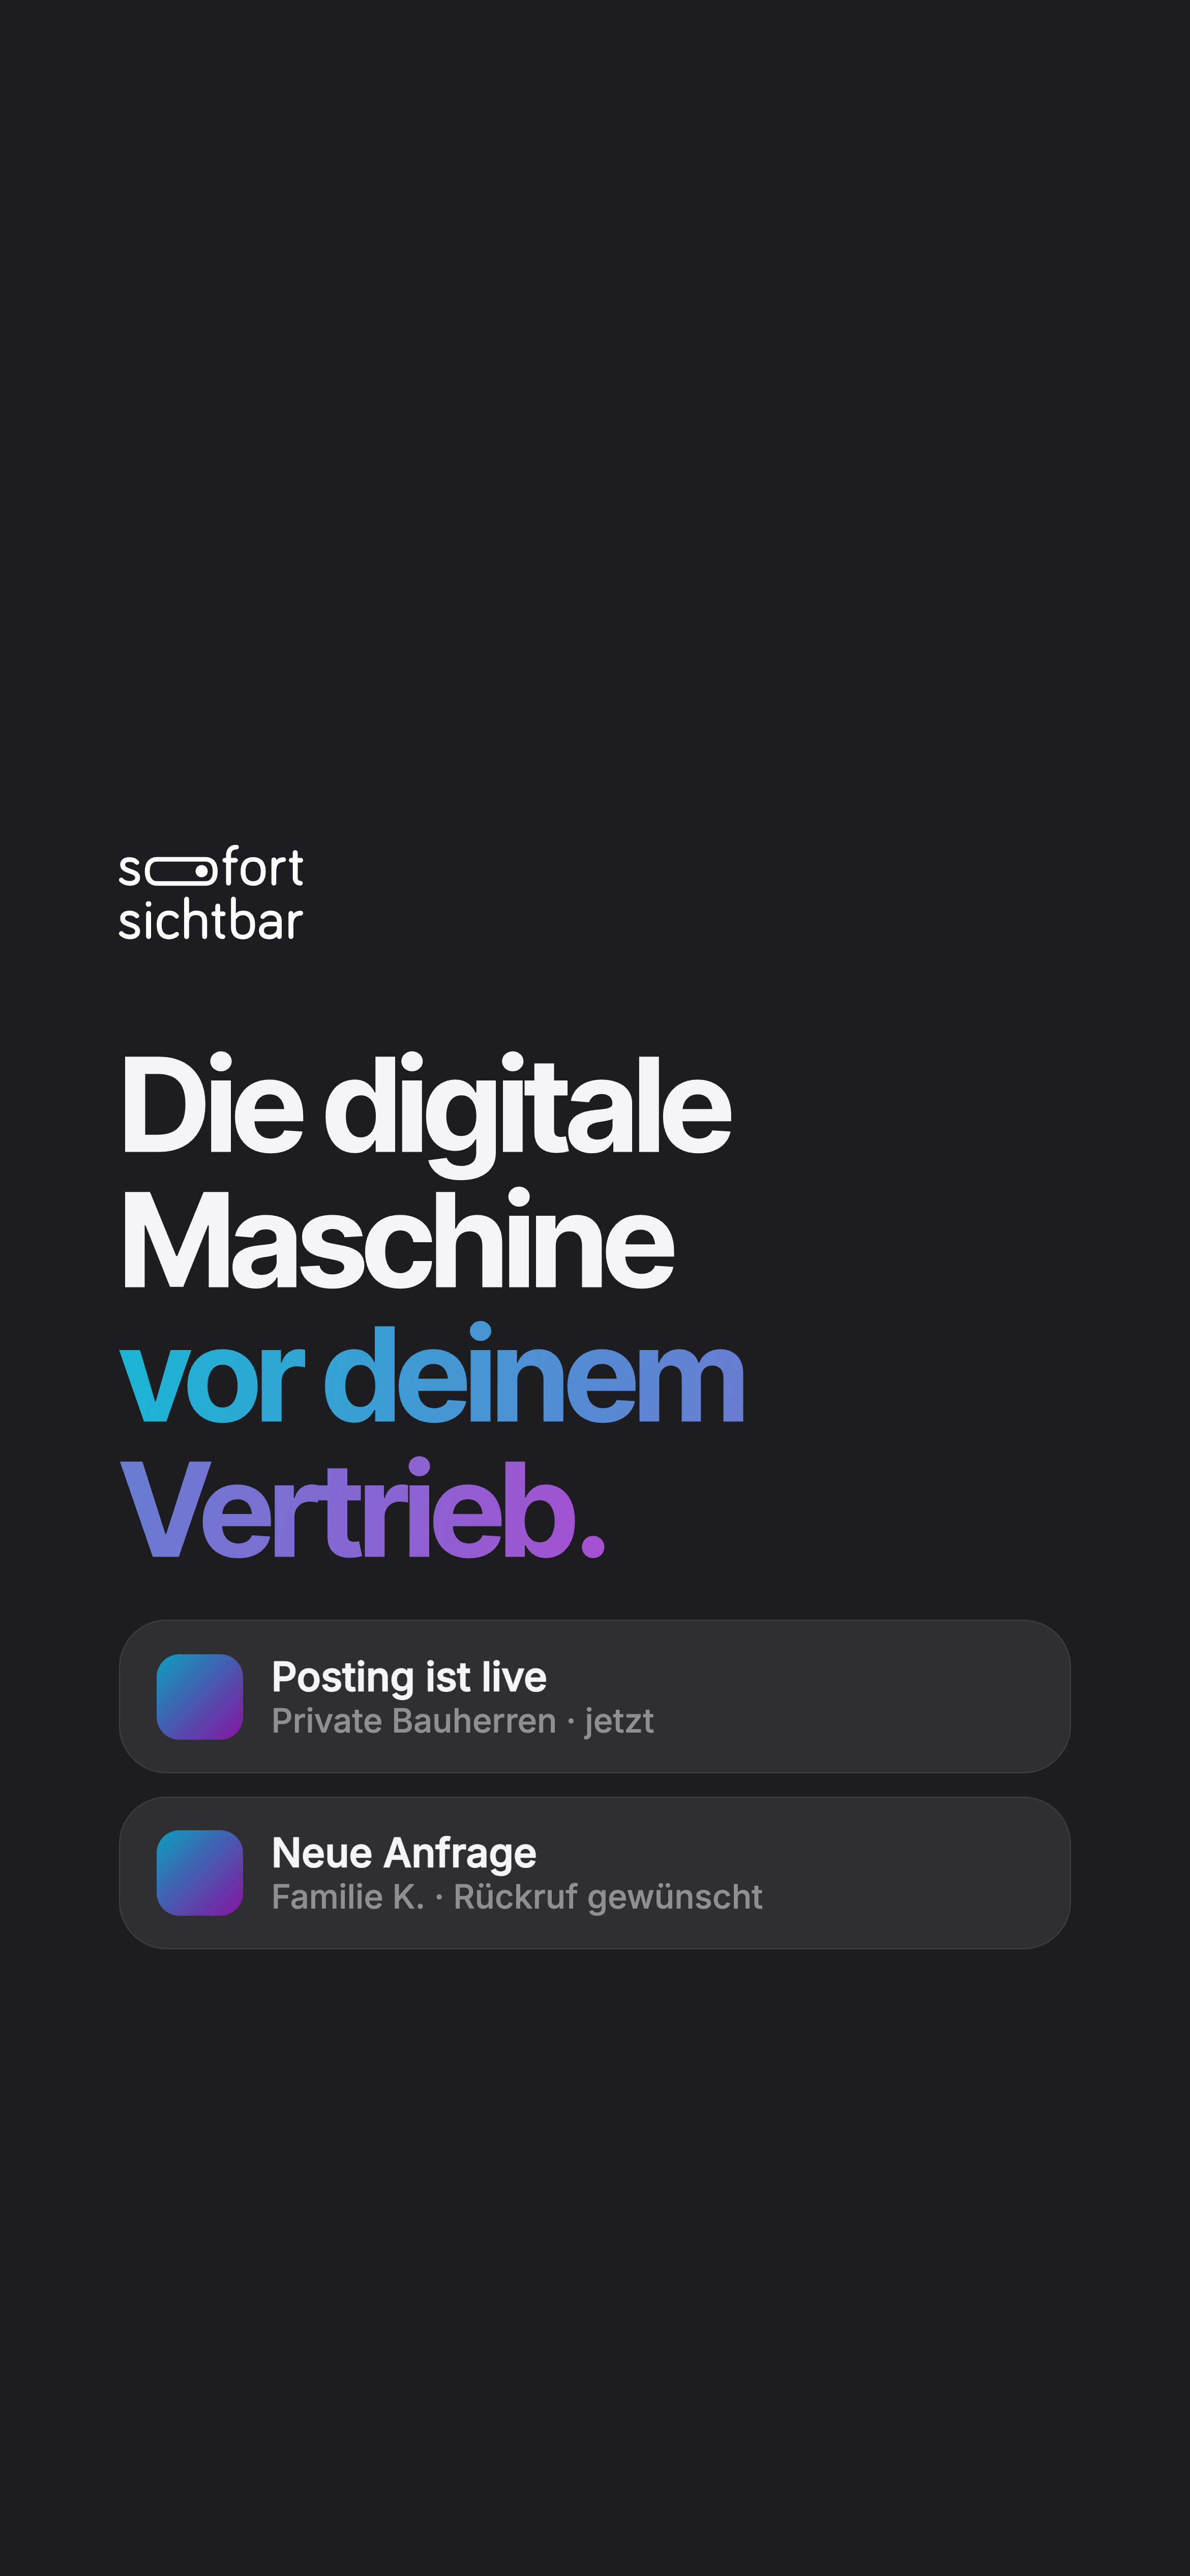 sofort
sichtbar
Die digitale
Maschine
vor deinem
Vertrieb.
Posting ist live
Private Bauherren · jetzt
Neue Anfrage
Familie K. · Rückruf gewünscht